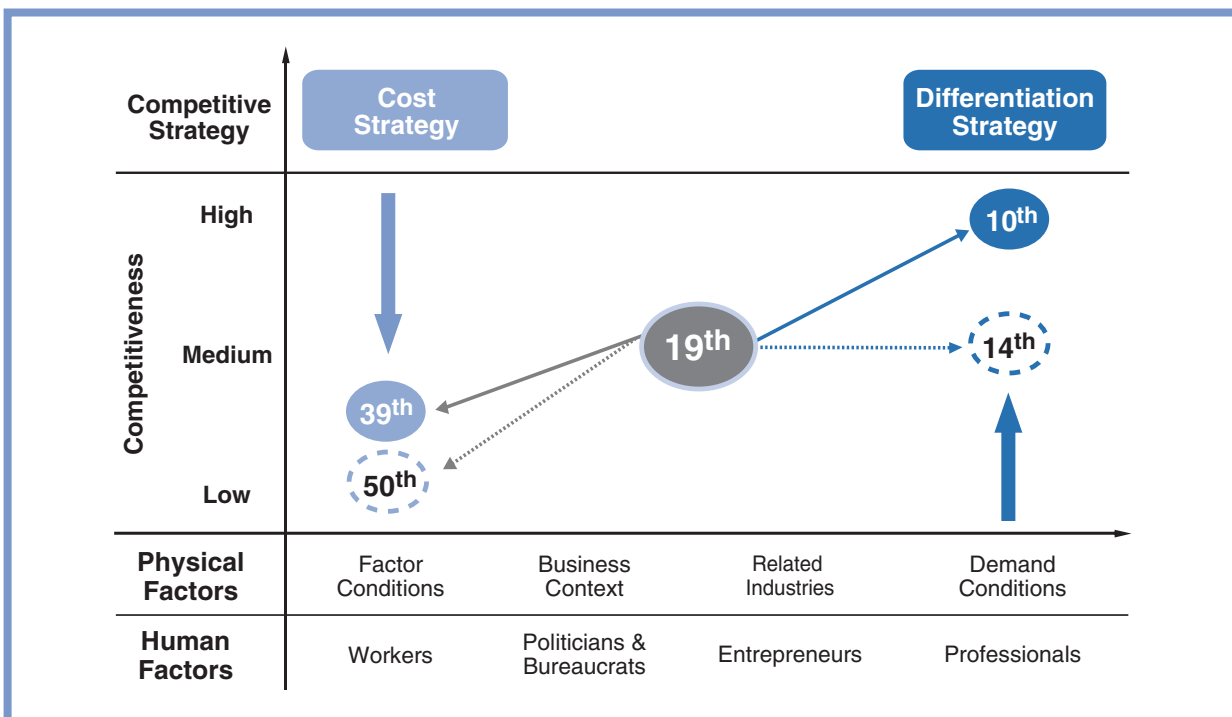 Competitive
Strategy
Cost
Strategy
Differentiation
Strategy
Competitiveness
High
Medium
Low
10th
19th
14th
39th
50th
Physical
Factors
Factor
Conditions
Business
Context
Related
Industries
Demand
Conditions
Human
Factors
Workers
Politicians &
Bureaucrats
Entrepreneurs
Professionals